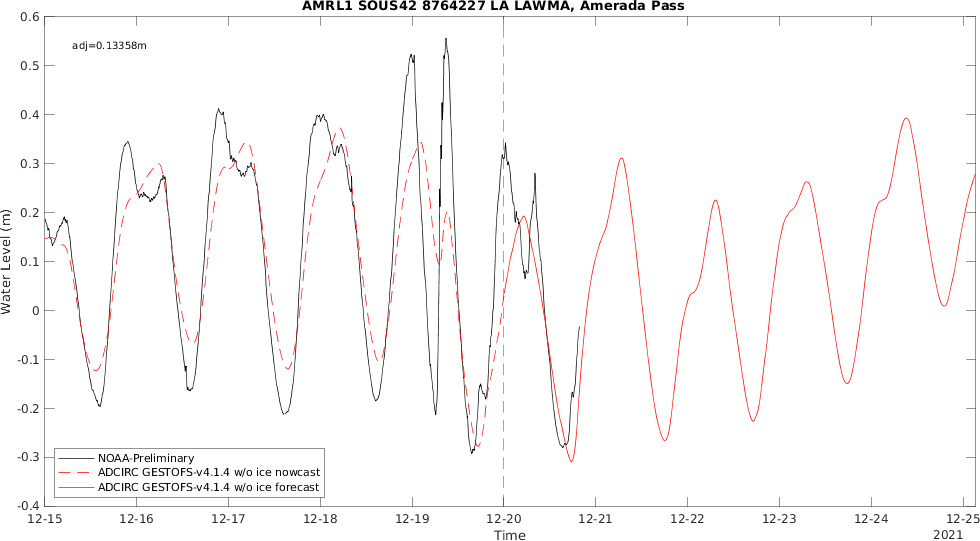 AMRL1 SOUS42 8764227 LA LAWMA, Amerada Pass
0.6
0.5
0.4
0.3
0.2
0.1
0
-0.1
-0.2
-0.3
-0.4
Water Level (m)
adj=0.13358m
NOAA-Preliminary
ADCIRC GESTOFS-v4.1.4 w/o ice nowcast
ADCIRC GESTOFS-v4.1.4 w/o ice forecast
12-15 12-16 12-17 12-18 12-19 12-20 12-21 12-22 12-23 12-24 12-25
Time
2021